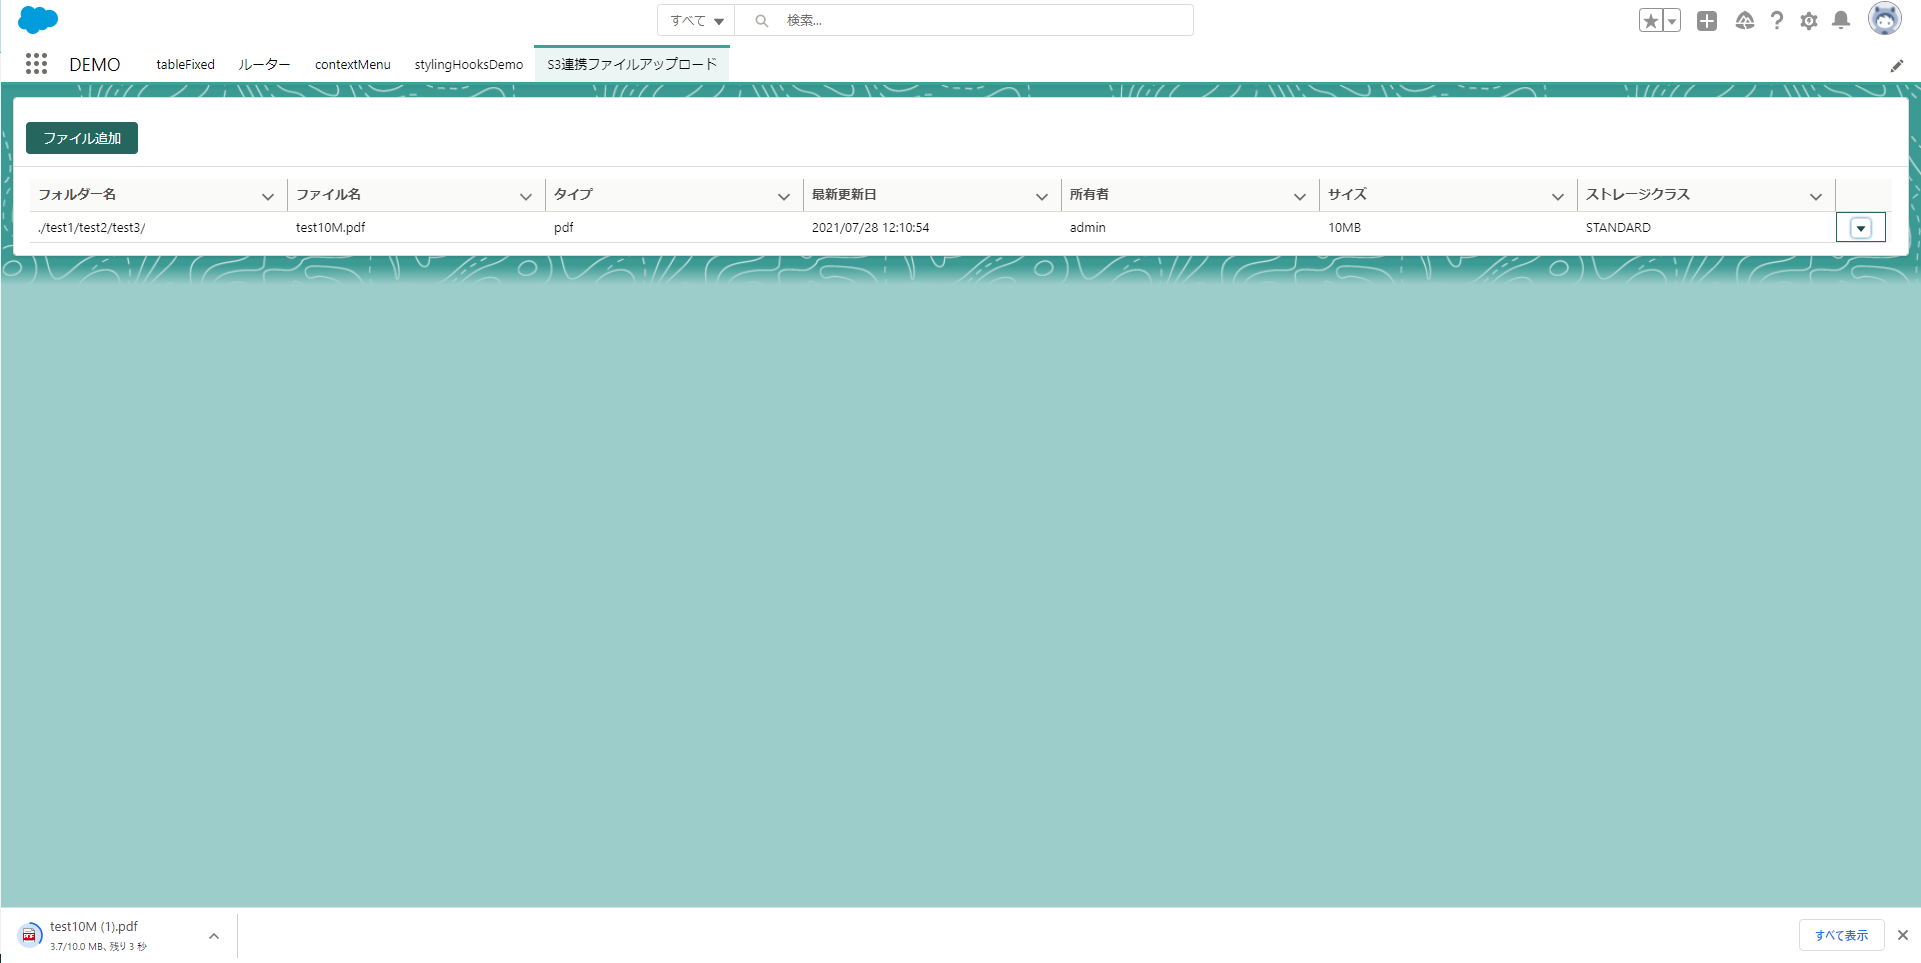 すべて 検索...
DEMO tableFixed ルーター contextMenu stylingHooksDemo S3連携ファイルアップロード
ファイル追加
フォルダー名 ファイル名 タイプ 最新更新日 所有者 サイズ ストレージクラス
./test1/test2/test3/ test10M.pdf pdf 2021/07/28 12:10:54 admin 10MB STANDARD
test10M (1).pdf
3.7/10.0 MB、残り 3 秒
すべて表示